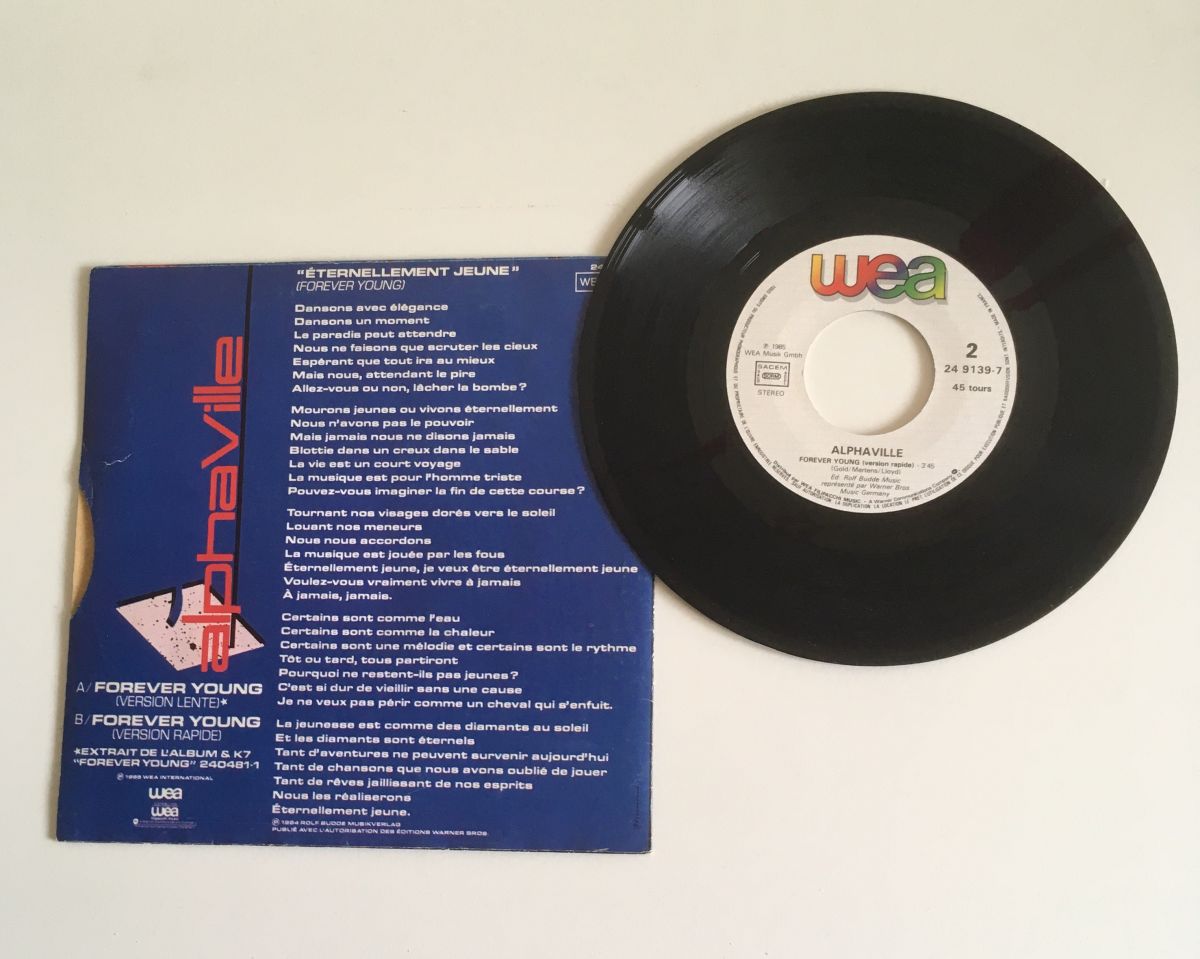 "ÉTERNELLEMENT JEUNE"
(FOREVER YOUNG)
Dansons avec élégance
Dansons un moment
Le paradis peut attendre
Nous ne faisons que scruter les cieux
Espérant que tout ira au mieux
Mais nous, attendant le pire
Allez-vous ou non, lâcher la bombe?
Mourons jeunes ou vivons éternellement
Nous n'avons pas le pouvoir
Mais jamais nous ne disons jamais
Blottie dans un creux dans le sable
La vie est un court voyage
La musique est pour l'homme triste
Pouvez-vous imaginer la fin de cette course?
Tournant nos visages dorés vers le soleil
Louant nos meneurs
Nous nous accordons
La musique est jouée par les fous
Éternellement jeune, je veux être éternellement jeune
Voulez-vous vraiment vivre à jamais
À jamais, jamais.
Certains sont comme l'eau
Certains sont comme la chaleur
Certains sont une mélodie et certains sont le rythme
Tôt ou tard, tous partiront
Pourquoi ne restent-ils pas jeunes?
C'est si dur de vieillir sans une cause
Je ne veux pas périr comme un cheval qui s'enfuit.
La jeunesse est comme des diamants au soleil
Et les diamants sont éternels
Tant d'aventures ne peuvent survenir aujourd'hui
Tant de chansons que nous avons oublié de jouer
Tant de rêves jaillissant de nos esprits
Nous les réaliserons
Éternellement jeune.
℗ 1984 ROLF BUDDE MUSIKVERLAG
PUBLIÉ AVEC L'AUTORISATION DES ÉDITIONS WARNER BROS.
alphaville
A/FOREVER YOUNG
(VERSION LENTE)*
B/FOREVER YOUNG
(VERSION RAPIDE)
*EXTRAIT DE L'ALBUM & K7
"FOREVER YOUNG" 240481-1
WEA INTERNATIONAL
wea
wea
24
WE
wea
℗ 1985
WEA Musik Gmbh
SACEM
STEREO
2
24 9139-7
45 tours
ALPHAVILLE
FOREVER YOUNG (version rapide) - 2'45
(Gold/Mertens/Lloyd)
Ed: Rolf Budde Music
représenté par Warner Bros
Music Germany
Distribué par WEA FILIPACCHI MUSIC - A Warner Communications Company